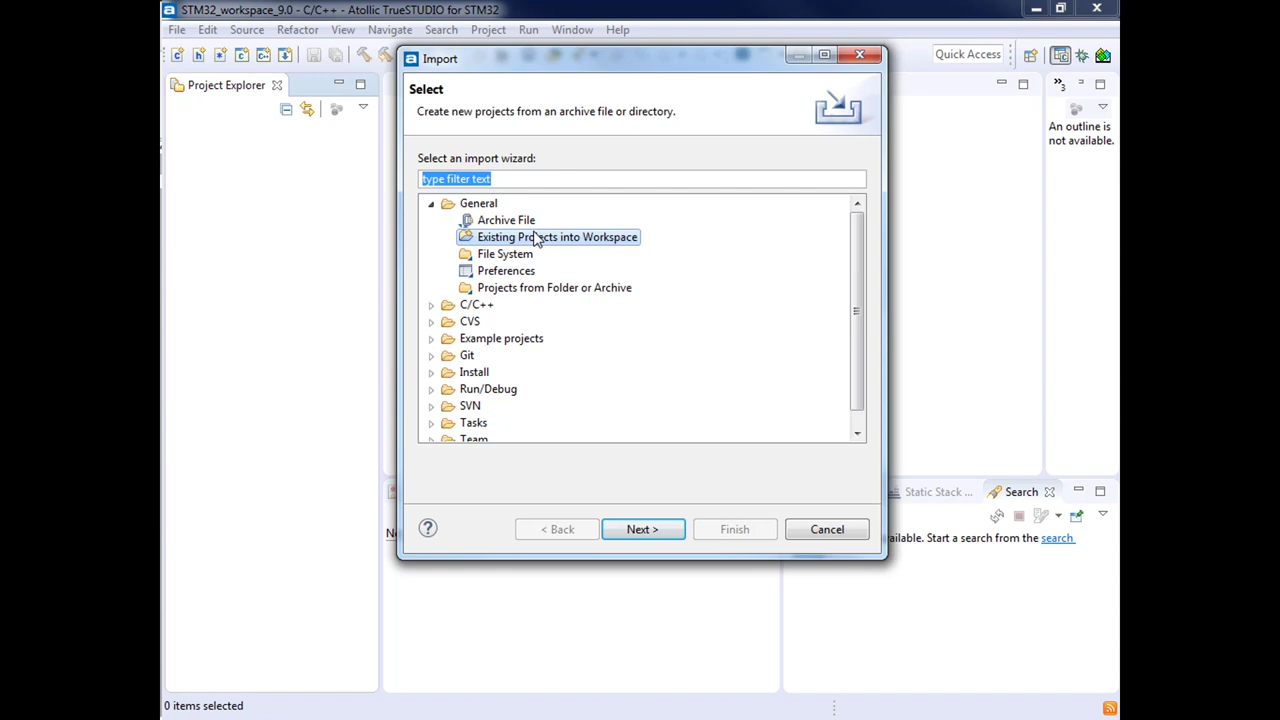 STM32_workspace_9.0 - C/C++ - Atollic TrueSTUDIO for STM32
File Edit Source Refactor View Navigate Search Project Run Window Help
Quick Access
Project Explorer
Import
Select
Create new projects from an archive file or directory.
Select an import wizard:
type filter text
General
Archive File
Existing Projects into Workspace
File System
Preferences
Projects from Folder or Archive
C/C++
CVS
Example projects
Git
Install
Run/Debug
SVN
Tasks
Team
< Back Next > Finish Cancel
3
An outline is
not available.
Static Stack ... Search
available. Start a search from the search
0 items selected